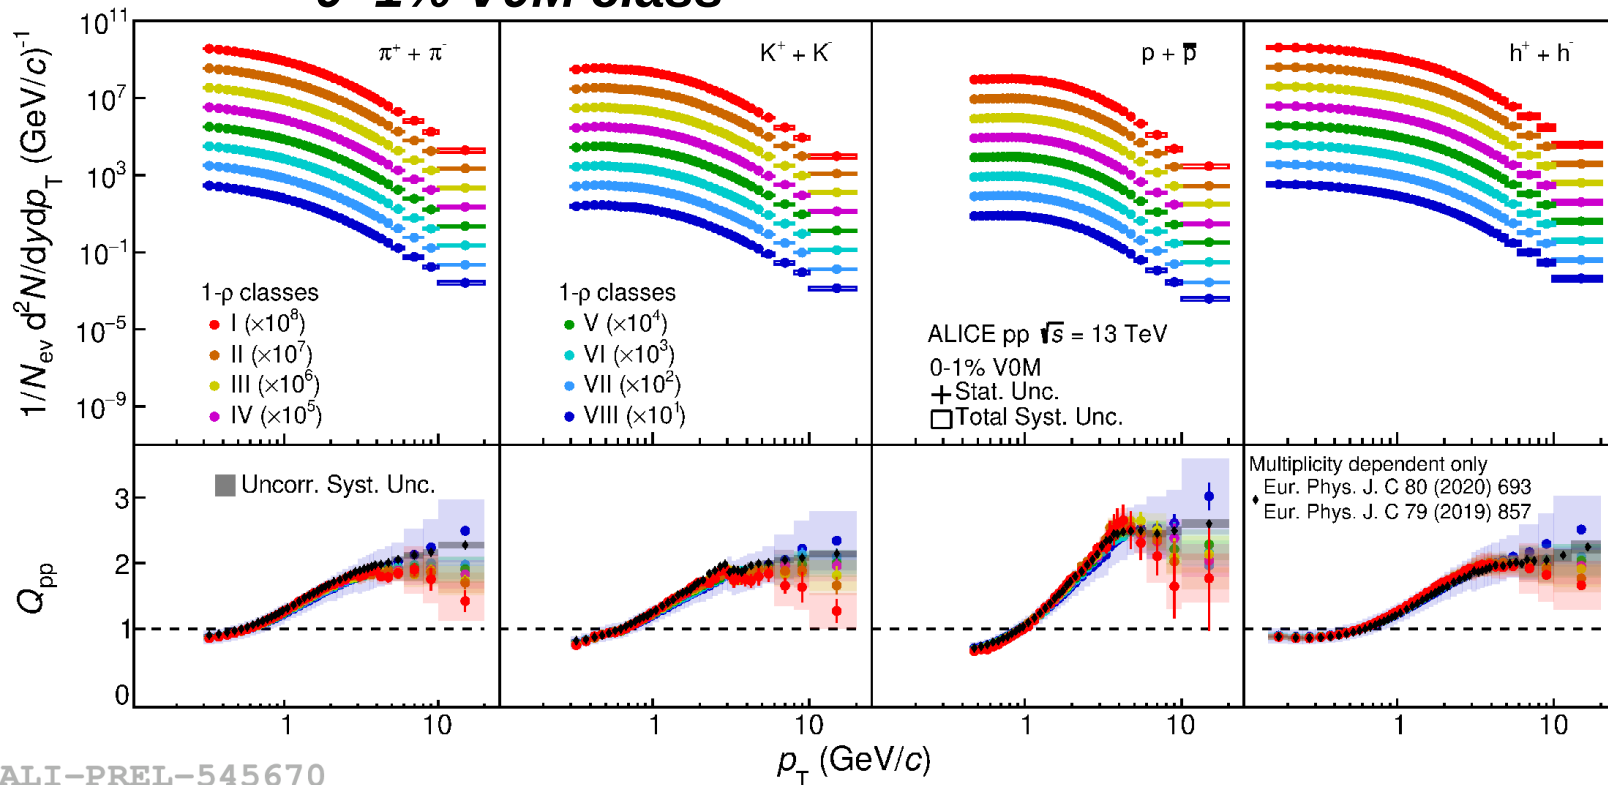 0–1% V0M class
1/N_ev d²N/dydp_T (GeV/c)⁻¹
10¹¹
10⁷
10³
10⁻¹
10⁻⁵
10⁻⁹
π⁺ + π⁻
K⁺ + K⁻
p + p̅
h⁺ + h⁻
1-ρ classes
I (×10⁸)
II (×10⁷)
III (×10⁶)
IV (×10⁵)
1-ρ classes
V (×10⁴)
VI (×10³)
VII (×10²)
VIII (×10¹)
ALICE pp √s = 13 TeV
0-1% V0M
Stat. Unc.
Total Syst. Unc.
Q_pp
3
2
1
0
Uncorr. Syst. Unc.
Multiplicity dependent only
Eur. Phys. J. C 80 (2020) 693
Eur. Phys. J. C 79 (2019) 857
1 10 1 10 1 10 1 10
p_T (GeV/c)
ALI-PREL-545670